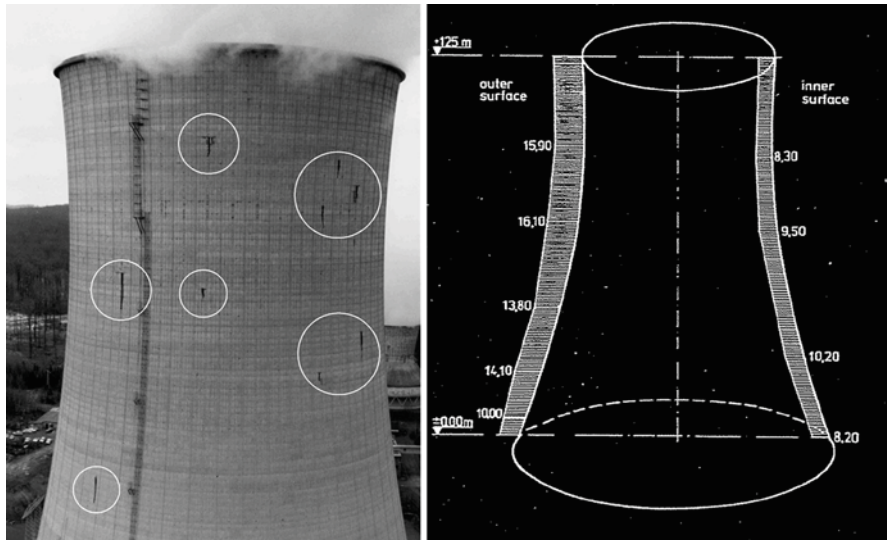 +125 m
outer
surface
inner
surface
15,90
8,30
16,10
9,50
13,80
14,10
10,20
10,00
±0.00m
8,20